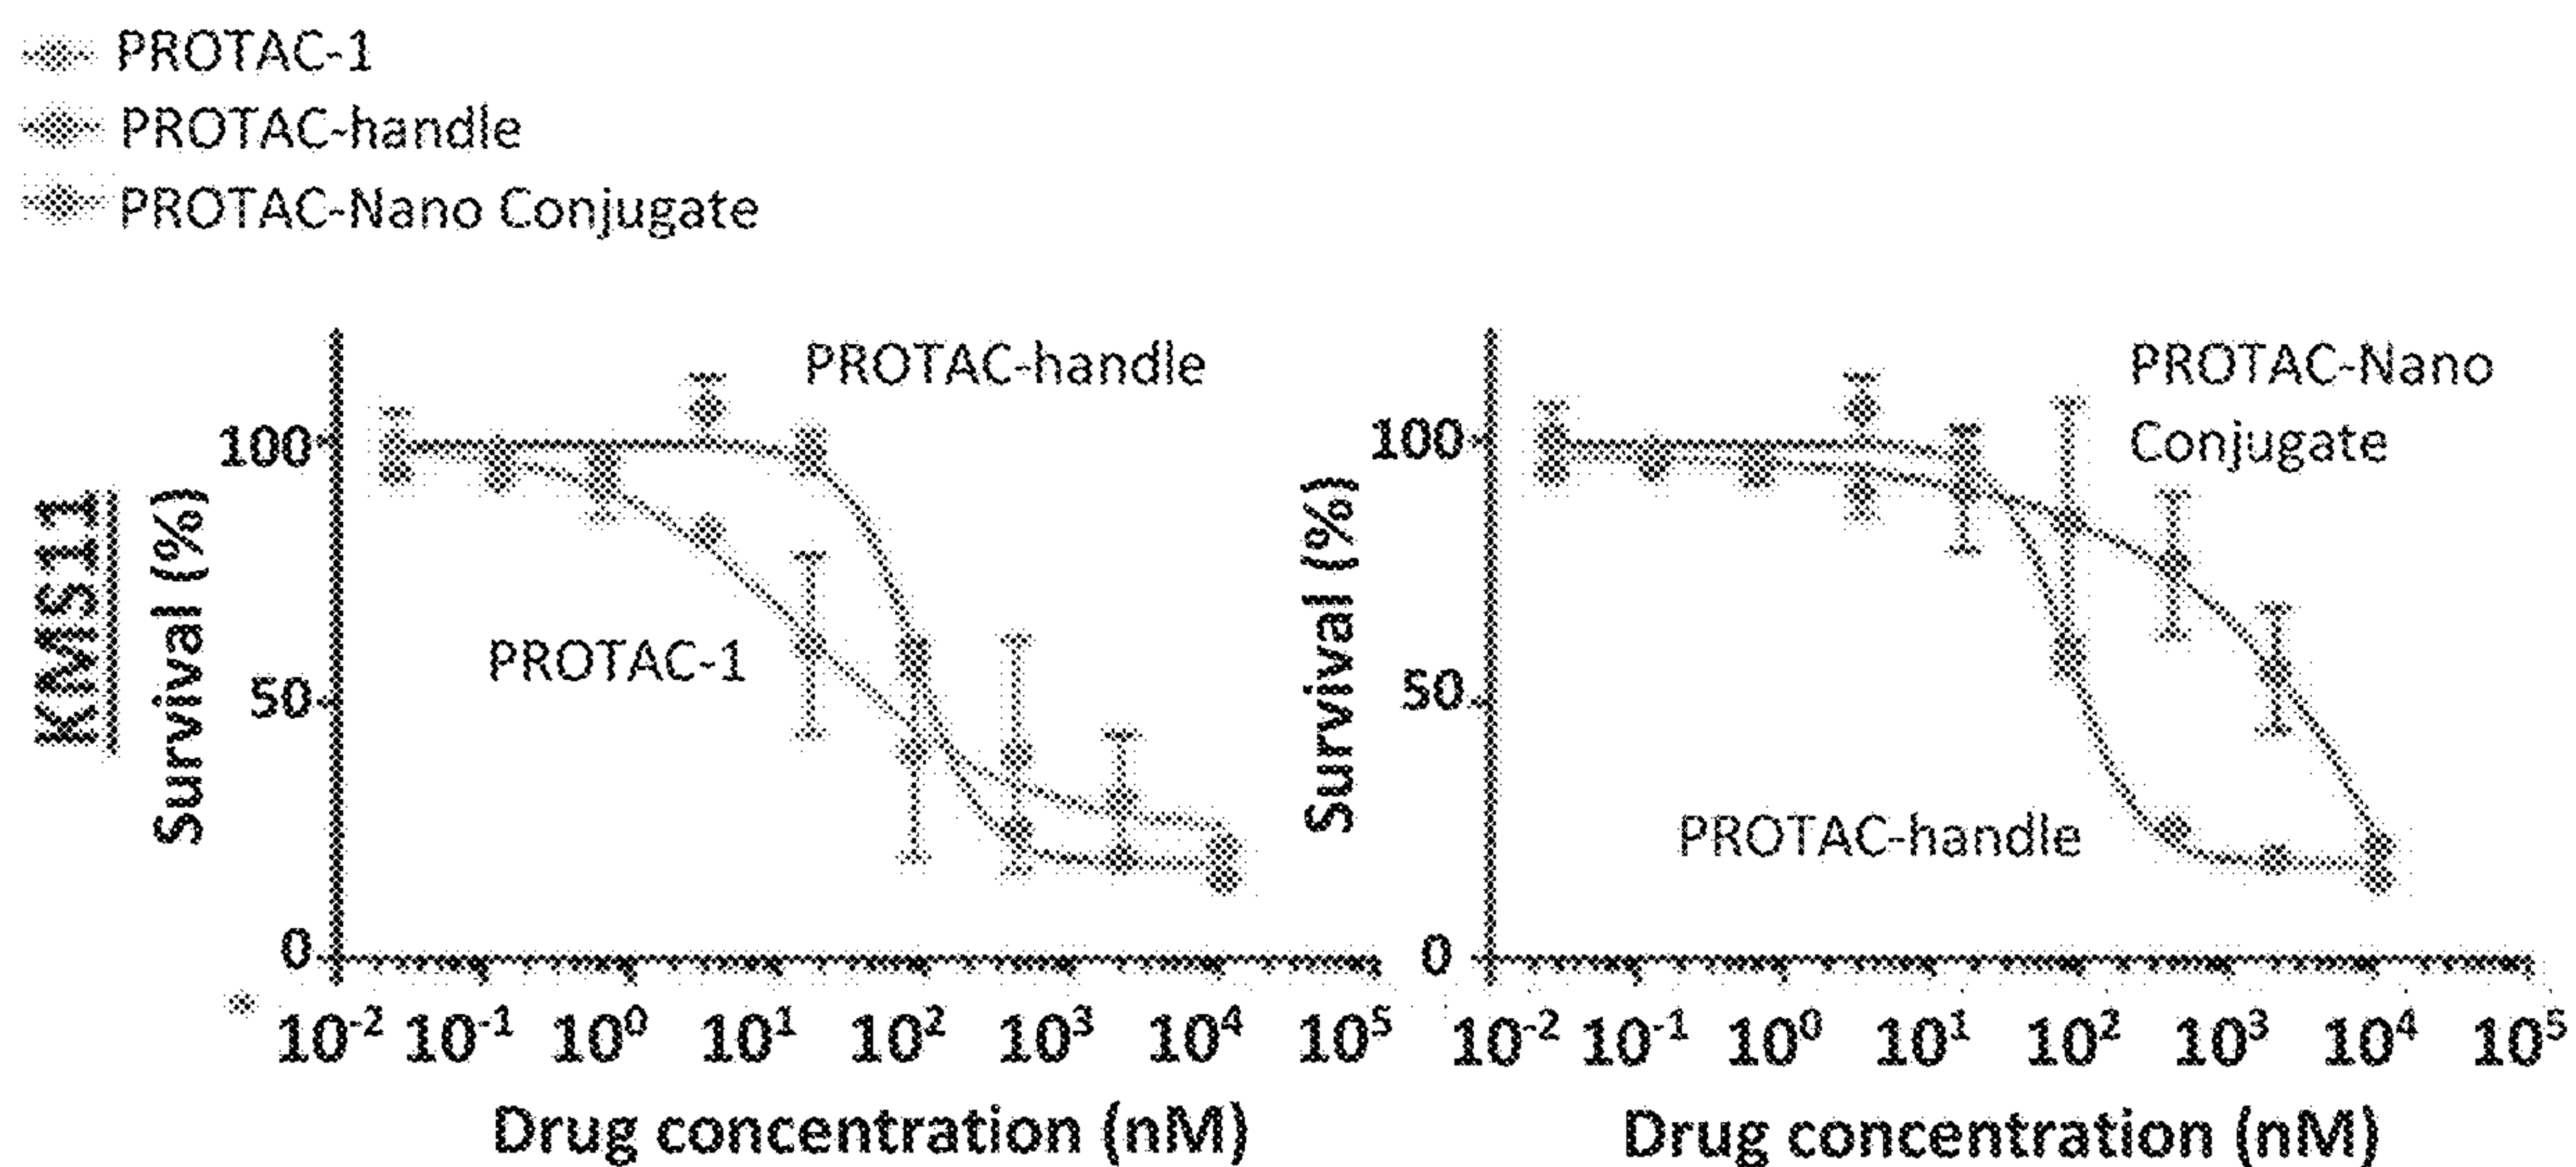 PROTAC-1
PROTAC-handle
PROTAC-Nano Conjugate
KMS11
Survival (%)
100
50
0
PROTAC-handle
PROTAC-1
10⁻² 10⁻¹ 10⁰ 10¹ 10² 10³ 10⁴ 10⁵
Drug concentration (nM)
Survival (%)
100
50
0
PROTAC-Nano
Conjugate
PROTAC-handle
10⁻² 10⁻¹ 10⁰ 10¹ 10² 10³ 10⁴ 10⁵
Drug concentration (nM)